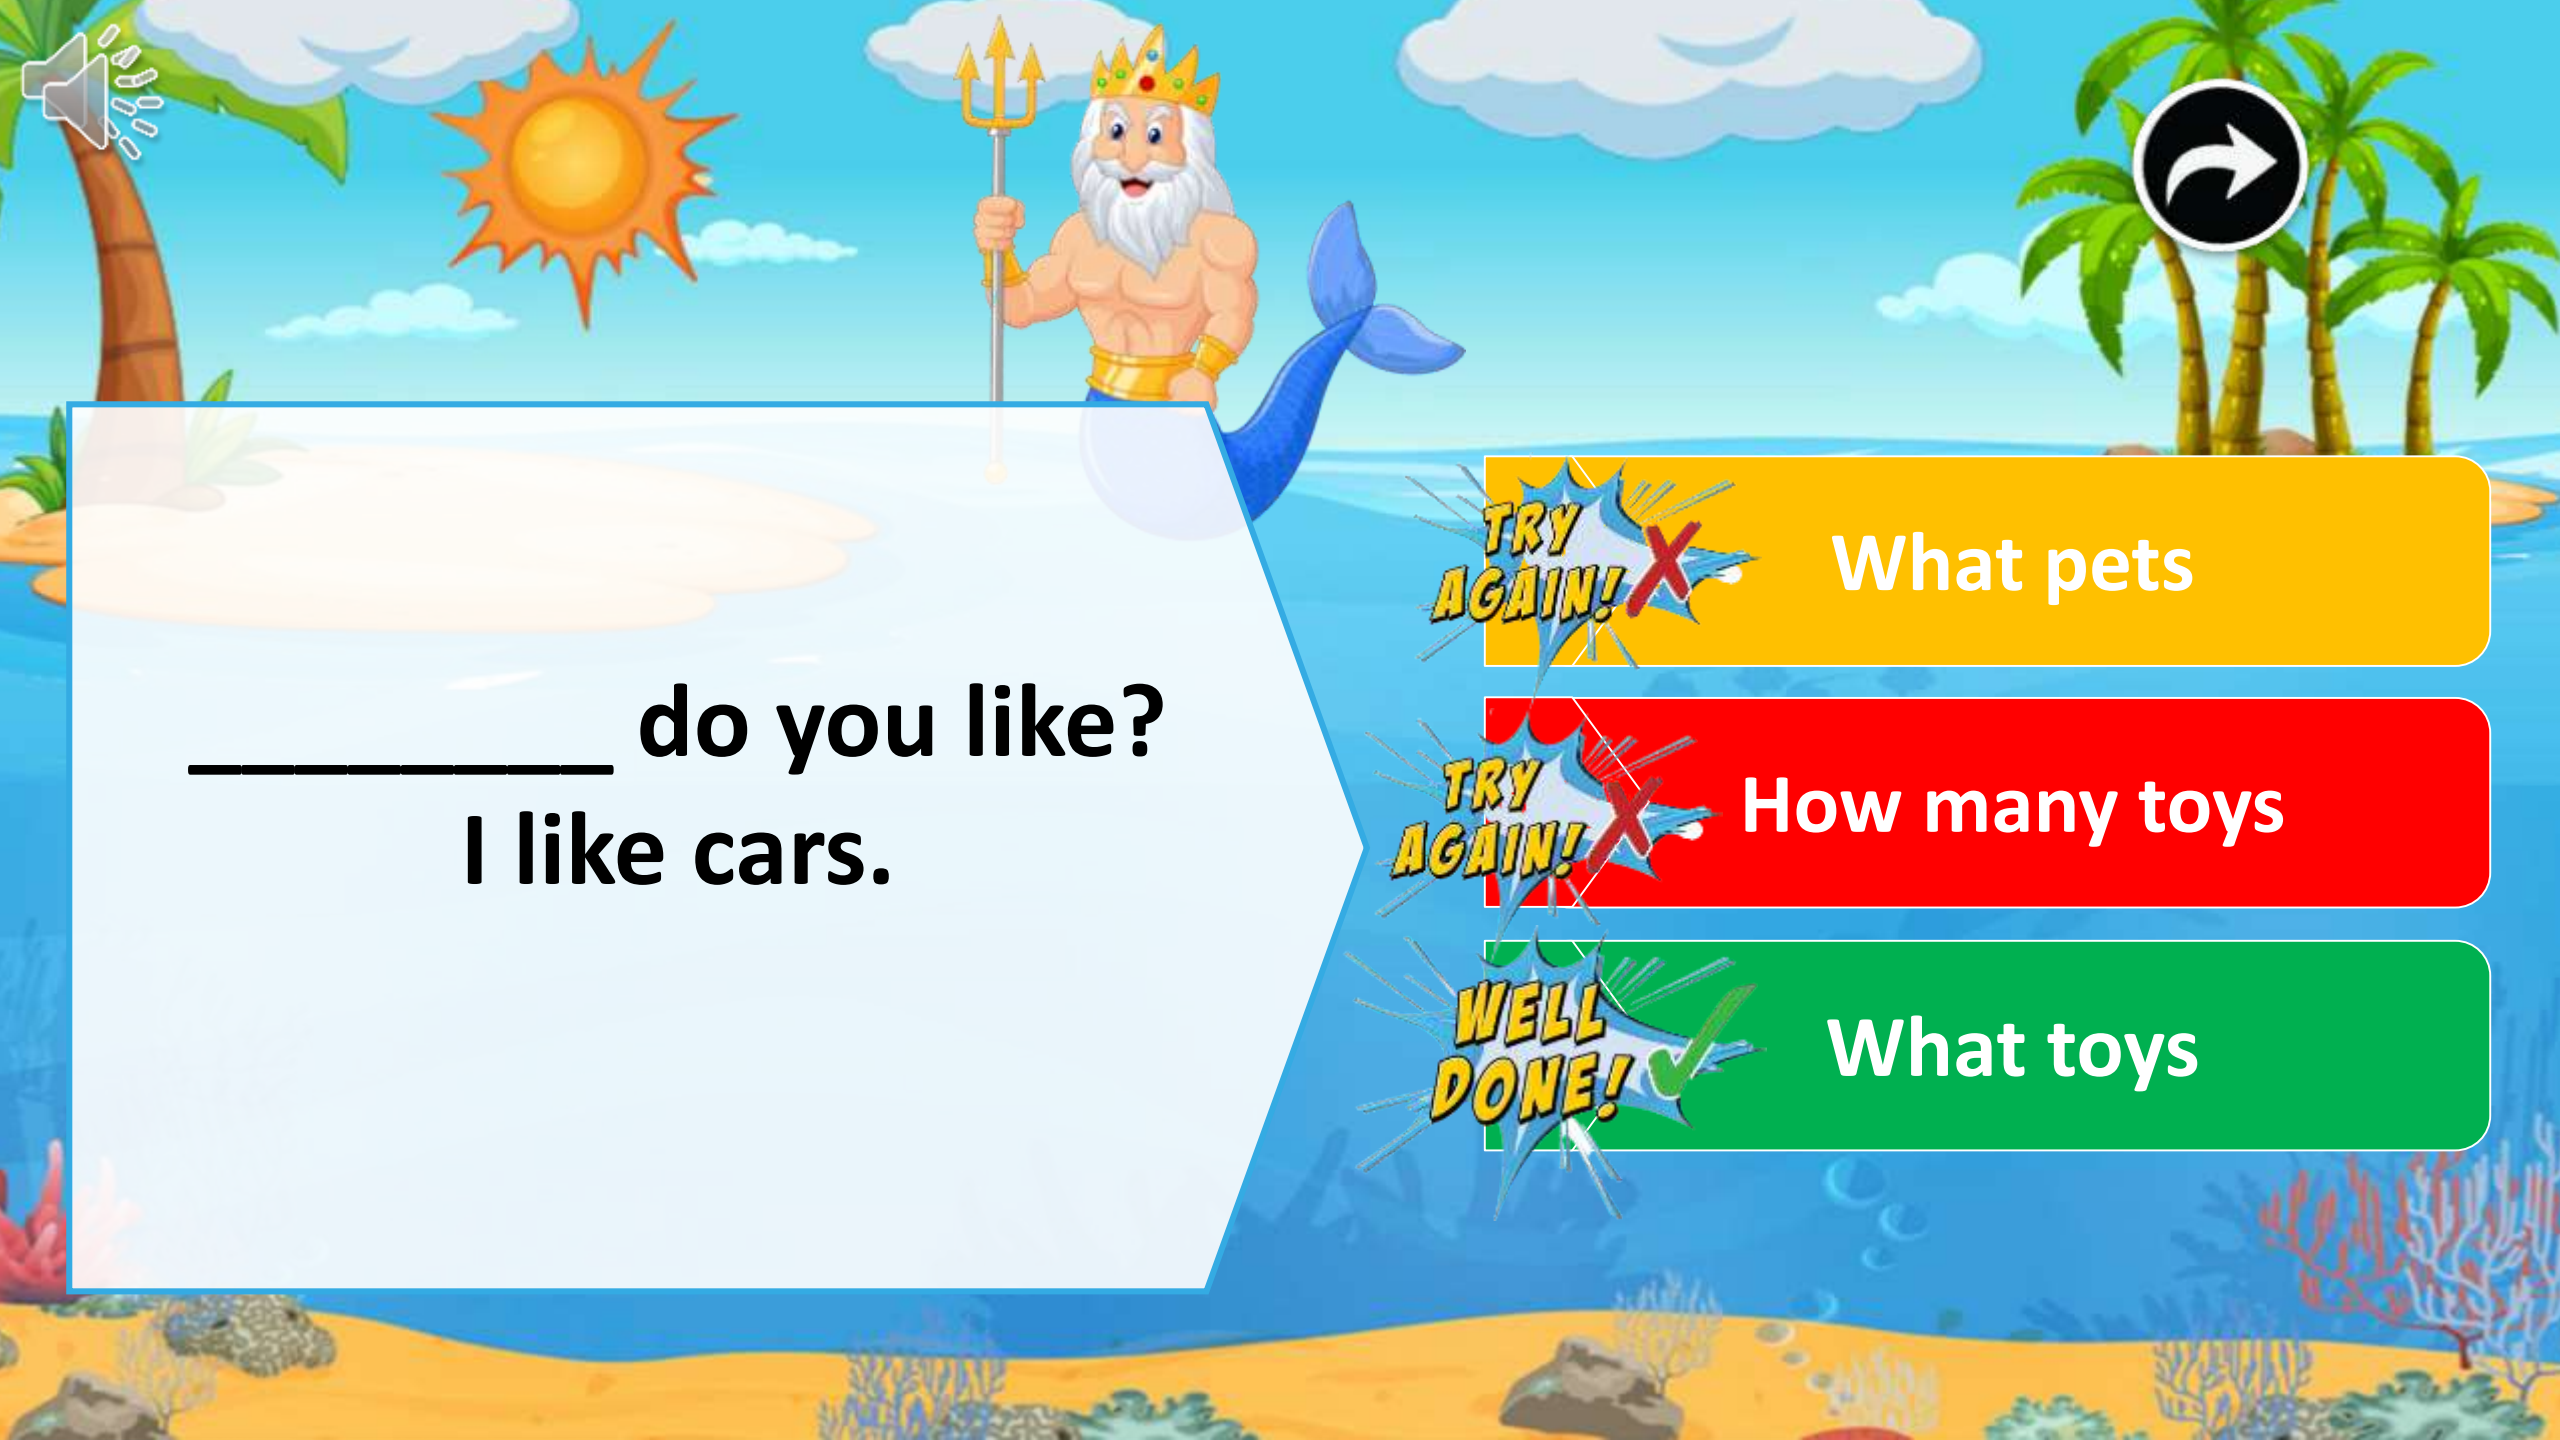 ________ do you like?
I like cars.
TRY
AGAIN!
What pets
TRY
AGAIN!
How many toys
WELL
DONE!
What toys